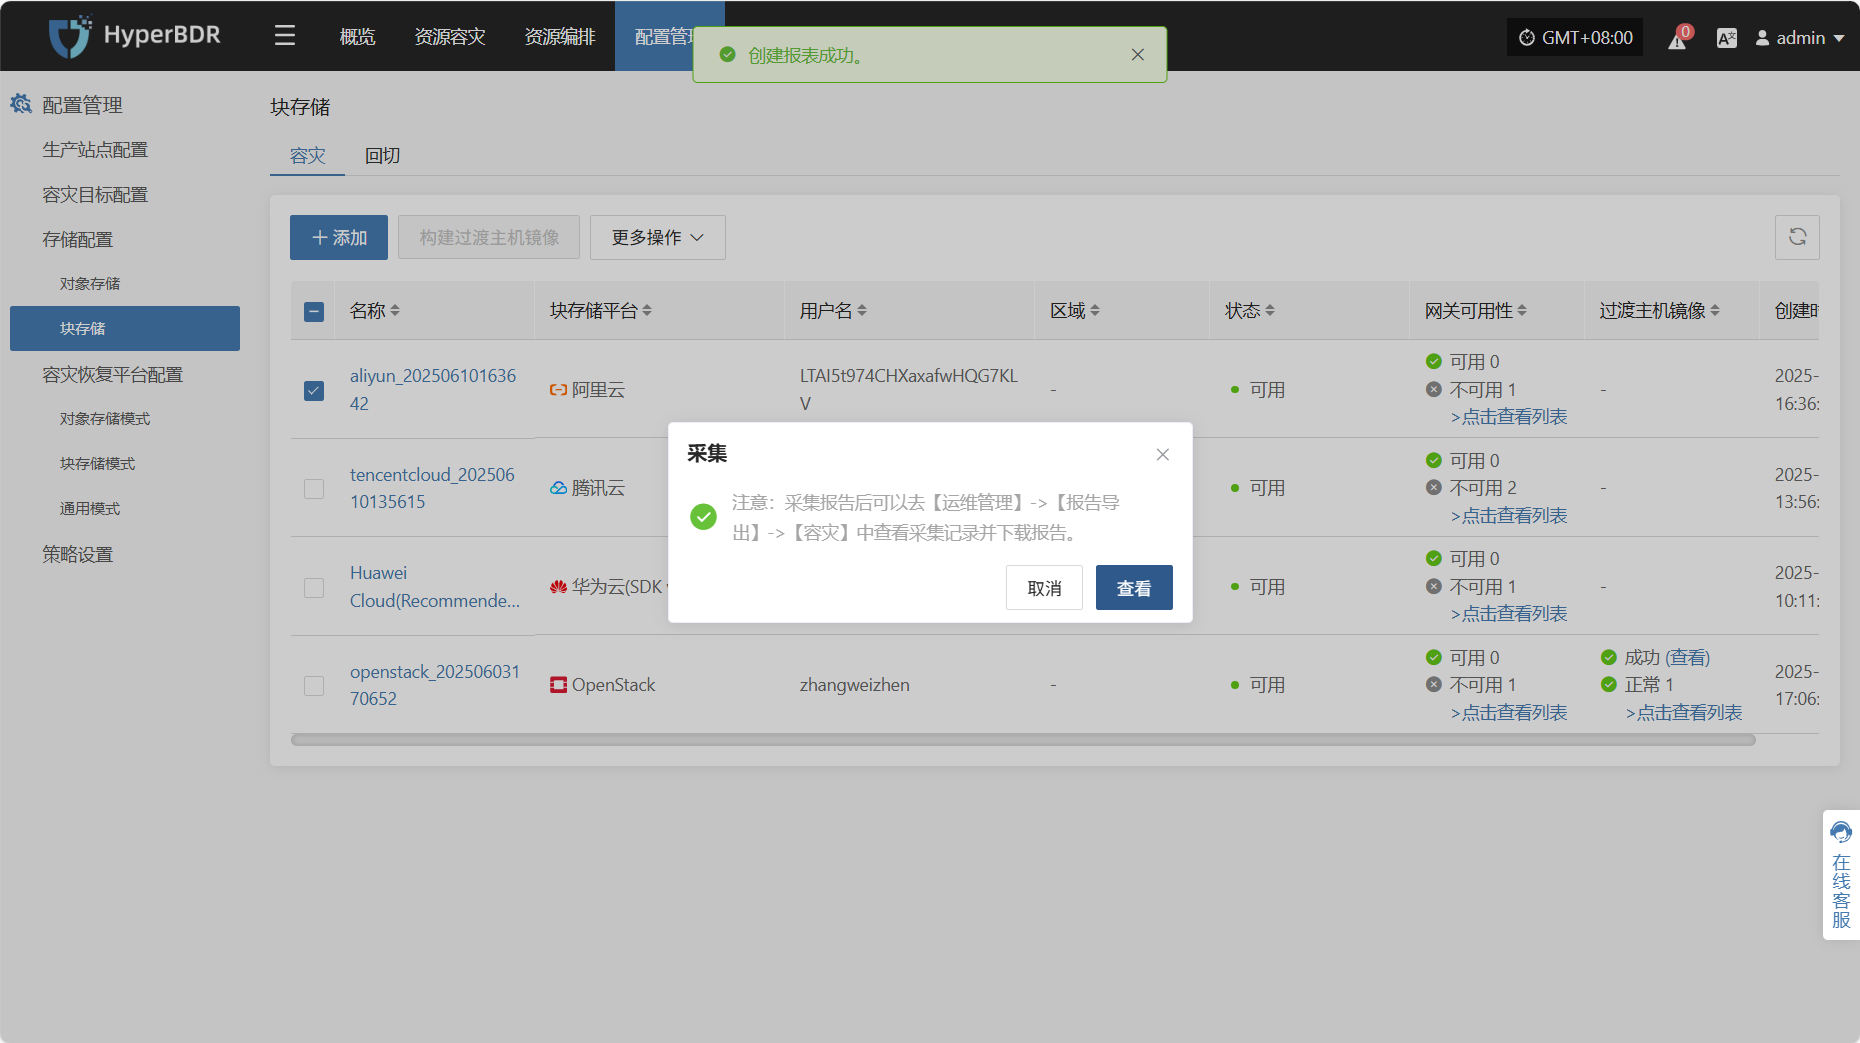 HyperBDR
概览
资源容灾
资源编排
配置管
创建报表成功。
GMT+08:00
0
admin
配置管理
生产站点配置
容灾目标配置
存储配置
对象存储
块存储
容灾恢复平台配置
对象存储模式
块存储模式
通用模式
策略设置
块存储
容灾
回切
添加
构建过渡主机镜像
更多操作
名称
块存储平台
用户名
区域
状态
网关可用性
过渡主机镜像
创建时
aliyun_202506101636
42
阿里云
LTAI5t974CHXaxafwHQG7KL
V
-
可用
可用 0
不可用 1
>点击查看列表
-
2025-
16:36:
tencentcloud_202506
10135615
腾讯云
可用
可用 0
不可用 2
>点击查看列表
-
2025-
13:56:
Huawei
Cloud(Recommende...
华为云(SDK
可用
可用 0
不可用 1
>点击查看列表
-
2025-
10:11:
openstack_202506031
70652
OpenStack
zhangweizhen
-
可用
可用 0
不可用 1
>点击查看列表
成功 (查看)
正常 1
>点击查看列表
2025-
17:06:
采集
注意：采集报告后可以去【运维管理】->【报告导
出】->【容灾】中查看采集记录并下载报告。
取消
查看
在线客服